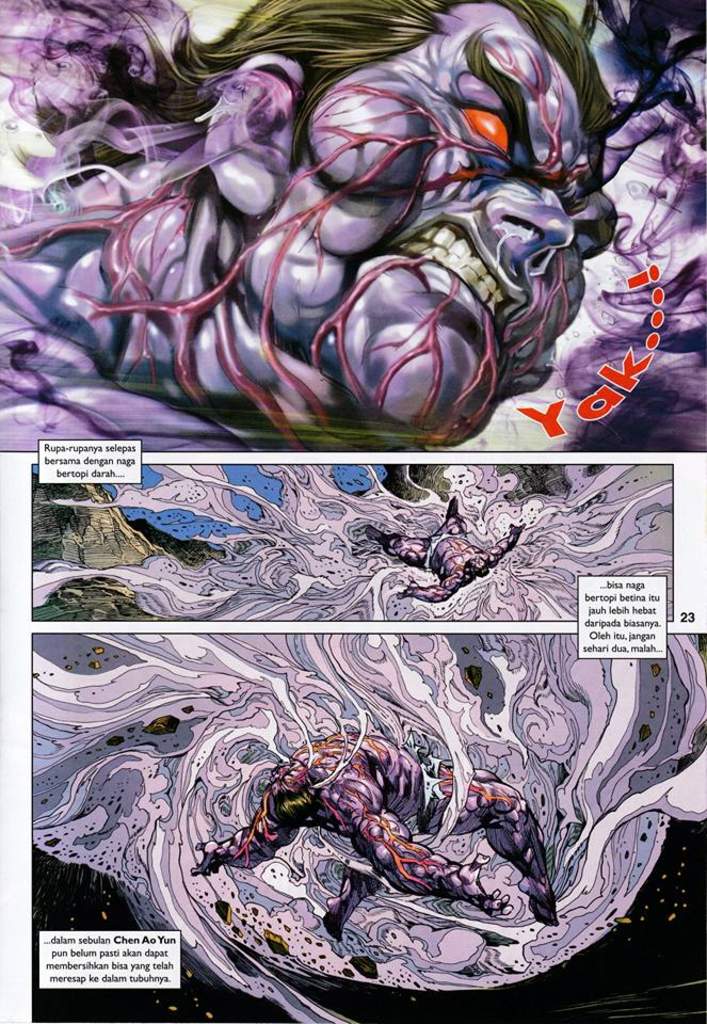 Yak...!
Rupa-rupanya selepas
bersama dengan naga
bertopi darah....
...bisa naga
bertopi betina itu
jauh lebih hebat
daripada biasanya.
Oleh itu, jangan
sehari dua, malah...
23
...dalam sebulan Chen Ao Yun
pun belum pasti akan dapat
membersihkan bisa yang telah
meresap ke dalam tubuhnya.